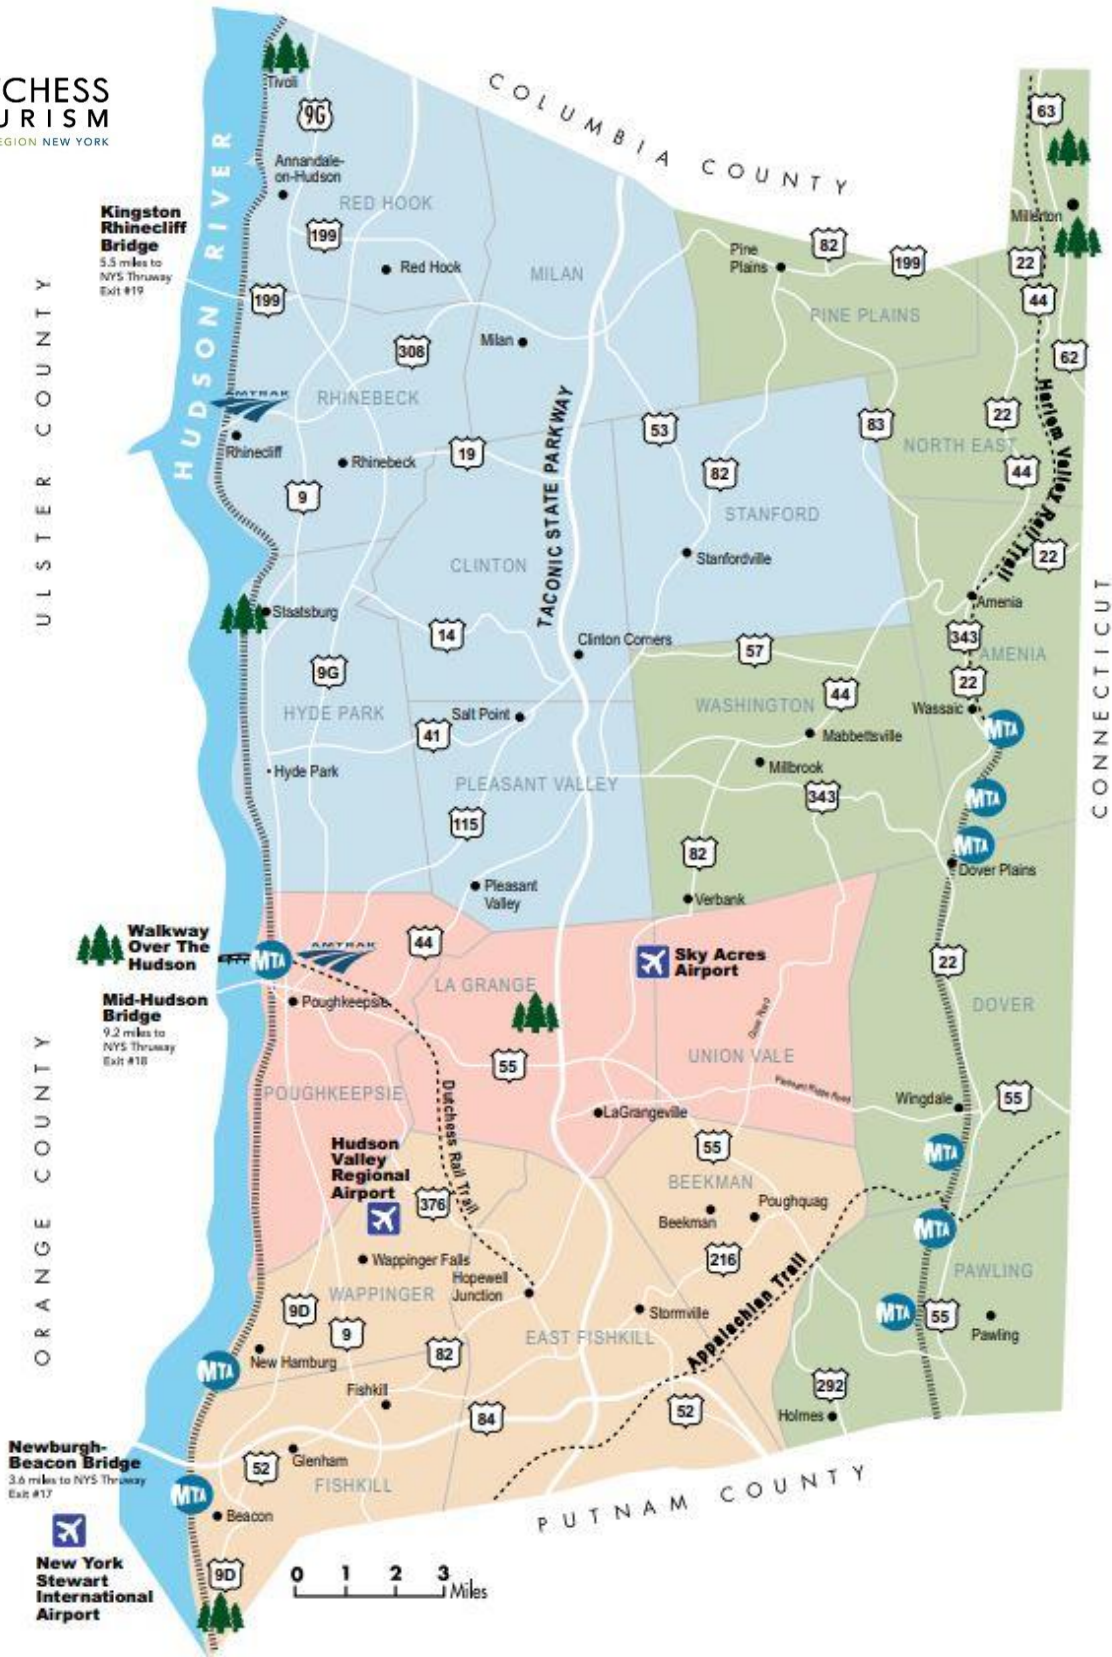 CHESS
URISM
EGION NEW YORK
COLUMBIA COUNTY
ULSTER COUNTY
ORANGE COUNTY
PUTNAM COUNTY
CONNECTICUT
HUDSON RIVER
Tivoli
9G
63
Annandale-
on-Hudson
RED HOOK
199
Kingston
Rhinecliff
Bridge
5.5 miles to
NYS Thruway
Exit #19
Millerton
Pine
Plains
82
199
22
Red Hook
MILAN
199
44
PINE PLAINS
308
Milan
62
AMTRAK
RHINEBECK
TACONIC STATE PARKWAY
Harlem Valley Rail Trail
53
83
22
NORTH EAST
Rhinecliff
Rhinebeck
19
82
44
9
STANFORD
Stanfordville
22
CLINTON
Staatsburg
Amenia
14
Clinton Corners
57
343
AMENIA
9G
22
HYDE PARK
Salt Point
WASHINGTON
44
Wassaic
41
Mabbettsville
MTA
Hyde Park
PLEASANT VALLEY
Millbrook
343
MTA
115
82
MTA
Dover Plains
Pleasant
Valley
Verbank
Walkway
Over The
Hudson
MTA
AMTRAK
44
Sky Acres
Airport
22
Mid-Hudson
Bridge
9.2 miles to
NYS Thruway
Exit #18
Poughkeepsie
LA GRANGE
DOVER
55
UNION VALE
POUGHKEEPSIE
Dutchess Rail Trail
LaGrangeville
Wingdale
55
Hudson
Valley
Regional
Airport
55
MTA
376
BEEKMAN
Beekman
Poughquag
MTA
Wappinger Falls
216
Hopewell
Junction
WAPPINGER
PAWLING
Appalachian Trail
9D
Stormville
MTA
55
9
EAST FISHKILL
Pawling
82
New Hamburg
MTA
Fishkill
292
84
52
Holmes
Newburgh-
Beacon Bridge
3.6 miles to NYS Thruway
Exit #17
Glenham
52
FISHKILL
MTA
Beacon
New York
Stewart
International
Airport
9D
0 1 2 3
Miles